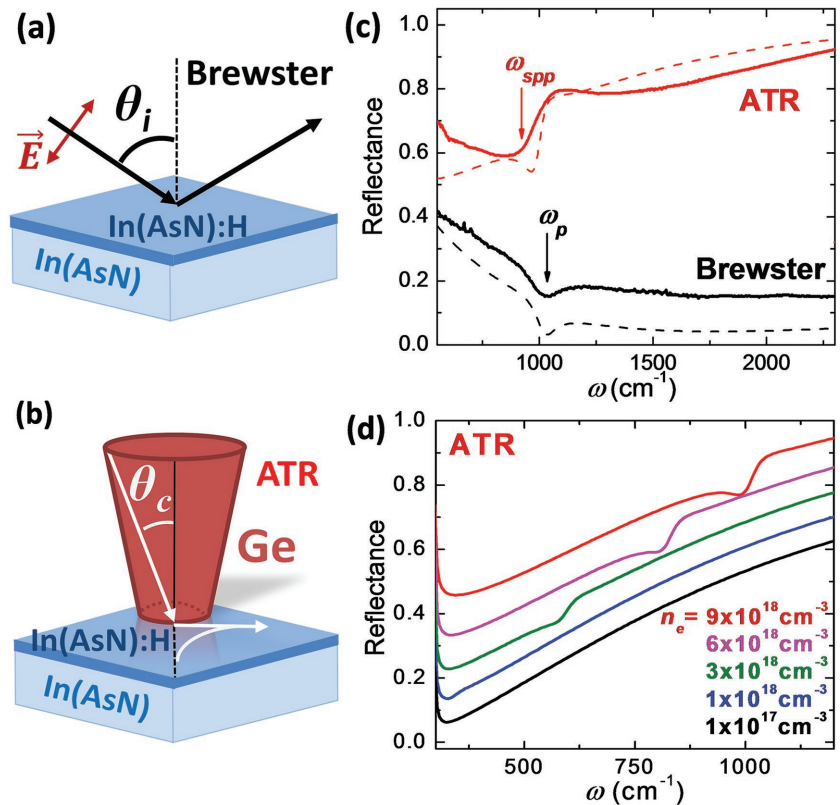 (a)
Brewster
θi
E
In(AsN):H
In(AsN)
(b)
ATR
θc
Ge
In(AsN):H
In(AsN)
(c)
Reflectance
1.0
0.8
0.6
0.4
0.2
0.0
ωspp
ATR
ωp
Brewster
1000 1500 2000
ω (cm⁻¹)
(d)
Reflectance
1.0
0.8
0.6
0.4
0.2
0.0
ATR
nₑ= 9x10¹⁸cm⁻³
6x10¹⁸cm⁻³
3x10¹⁸cm⁻³
1x10¹⁸cm⁻³
1x10¹⁷cm⁻³
500 750 1000
ω (cm⁻¹)